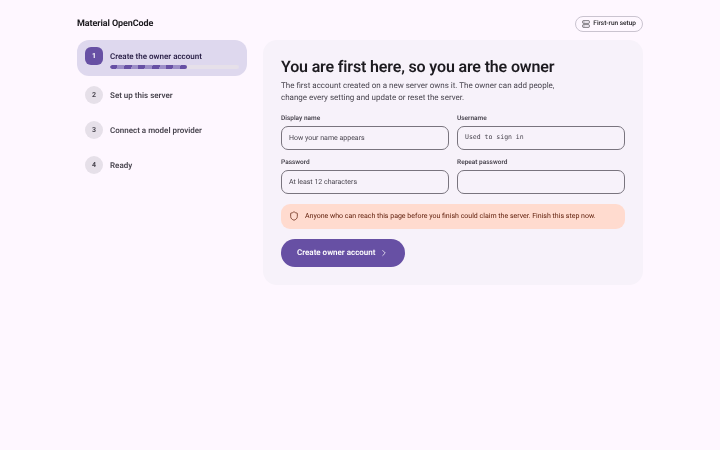 Material OpenCode
First-run setup
1
Create the owner account
2
Set up this server
3
Connect a model provider
4
Ready
You are first here, so you are the owner
The first account created on a new server owns it. The owner can add people,
change every setting and update or reset the server.
Display name
Username
How your name appears
Used to sign in
Password
Repeat password
At least 12 characters
Anyone who can reach this page before you finish could claim the server. Finish this step now.
Create owner account